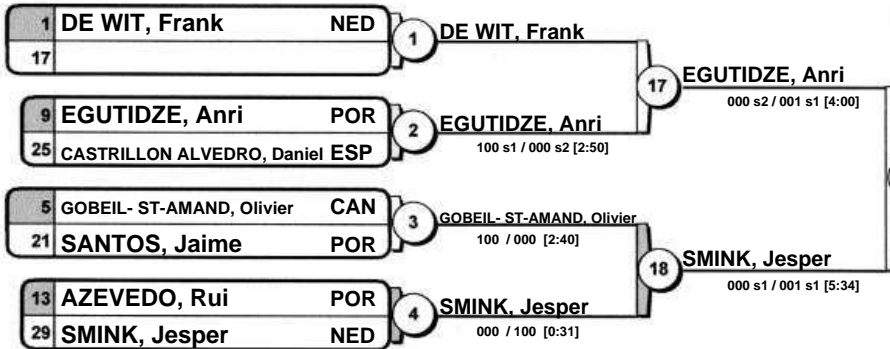 1 DE WIT, Frank NED
17
1
DE WIT, Frank
9 EGUTIDZE, Anri POR
25 CASTRILLON ALVEDRO, Daniel ESP
2
EGUTIDZE, Anri
100 s1 / 000 s2 [2:50]
17
EGUTIDZE, Anri
000 s2 / 001 s1 [4:00]
5 GOBEIL- ST-AMAND, Olivier CAN
21 SANTOS, Jaime POR
3
GOBEIL- ST-AMAND, Olivier
100 / 000 [2:40]
13 AZEVEDO, Rui POR
29 SMINK, Jesper NED
4
SMINK, Jesper
000 / 100 [0:31]
18
SMINK, Jesper
000 s1 / 001 s1 [5:34]